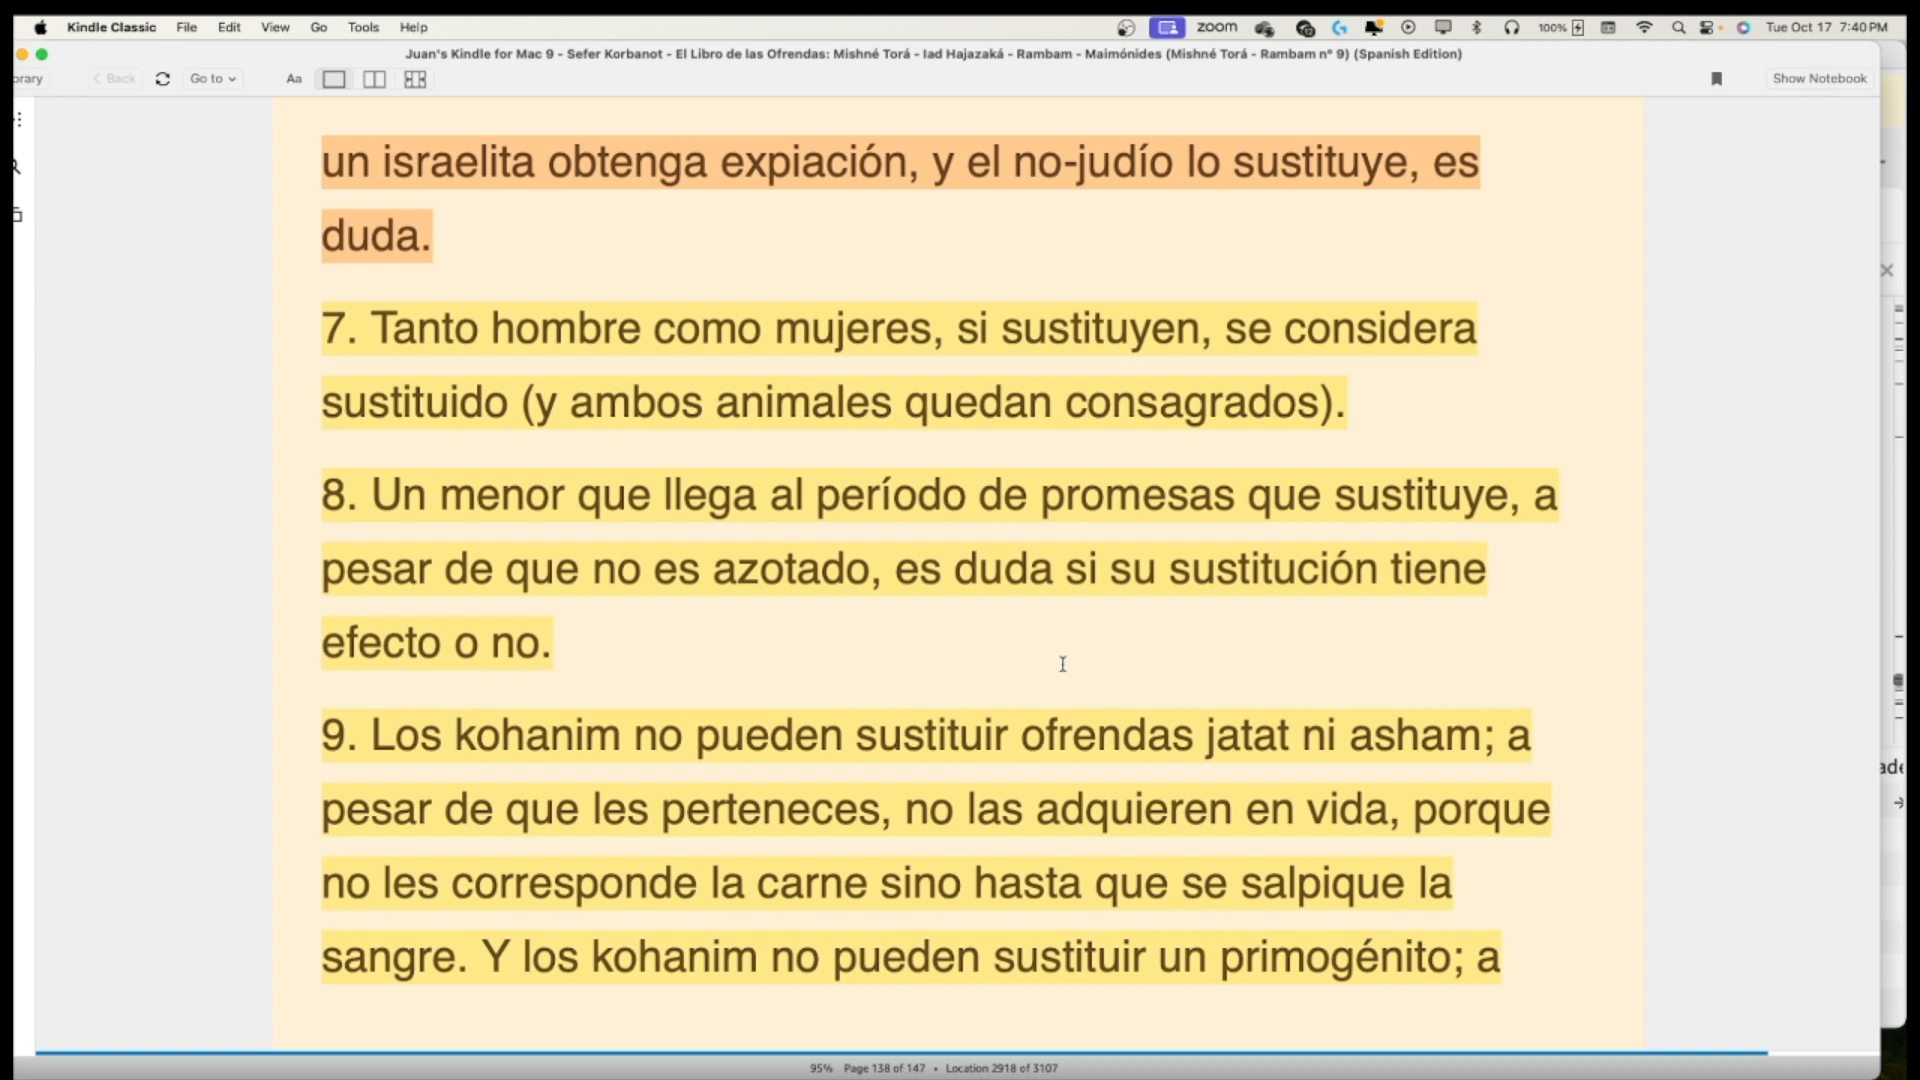 Kindle Classic File Edit View Go Tools Help zoom 100% Tue Oct 17 7:40 PM
Juan's Kindle for Mac 9 - Sefer Korbanot - El Libro de las Ofrendas: Mishné Torá - Iad Hajazaká - Rambam - Maimónides (Mishné Torá - Rambam nº 9) (Spanish Edition)
Back Go to Aa Show Notebook
un israelita obtenga expiación, y el no-judío lo sustituye, es
duda.
7. Tanto hombre como mujeres, si sustituyen, se considera
sustituido (y ambos animales quedan consagrados).
8. Un menor que llega al período de promesas que sustituye, a
pesar de que no es azotado, es duda si su sustitución tiene
efecto o no.
9. Los kohanim no pueden sustituir ofrendas jatat ni asham; a
pesar de que les perteneces, no las adquieren en vida, porque
no les corresponde la carne sino hasta que se salpique la
sangre. Y los kohanim no pueden sustituir un primogénito; a
95% Page 138 of 147 • Location 2918 of 3107